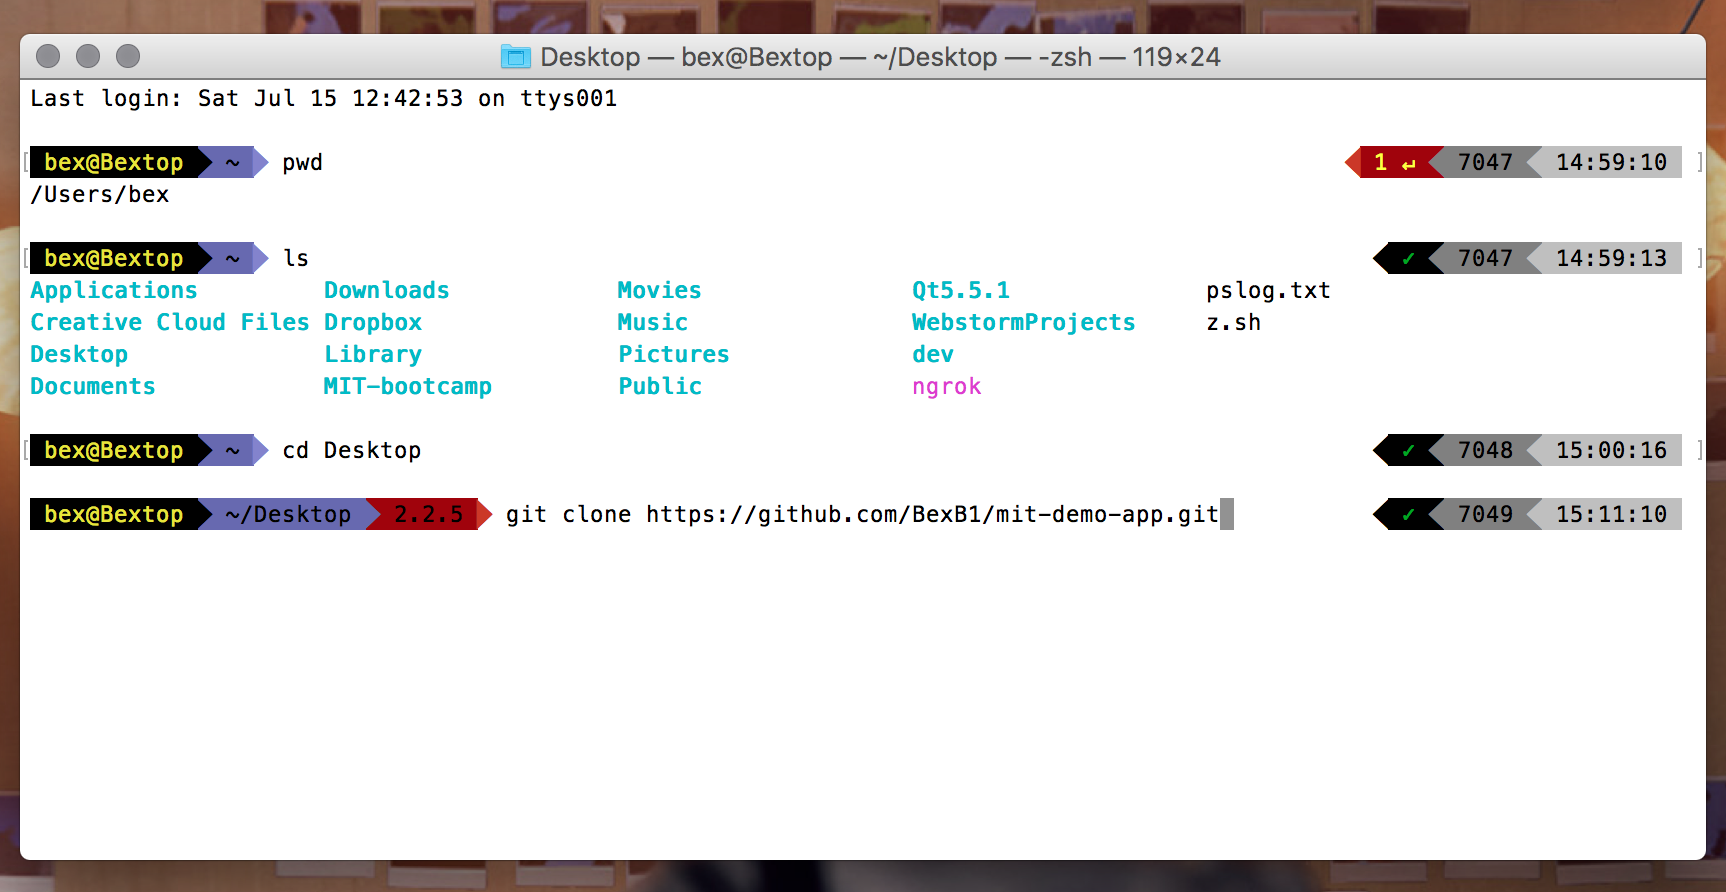 Desktop — bex@Bextop — ~/Desktop — -zsh — 119×24
Last login: Sat Jul 15 12:42:53 on ttys001
bex@Bextop ~ pwd 1 ↵ 7047 14:59:10
/Users/bex
bex@Bextop ~ ls ✓ 7047 14:59:13
Applications Downloads Movies Qt5.5.1 pslog.txt
Creative Cloud Files Dropbox Music WebstormProjects z.sh
Desktop Library Pictures dev
Documents MIT-bootcamp Public ngrok
bex@Bextop ~ cd Desktop ✓ 7048 15:00:16
bex@Bextop ~/Desktop 2.2.5 git clone https://github.com/BexB1/mit-demo-app.git ✓ 7049 15:11:10